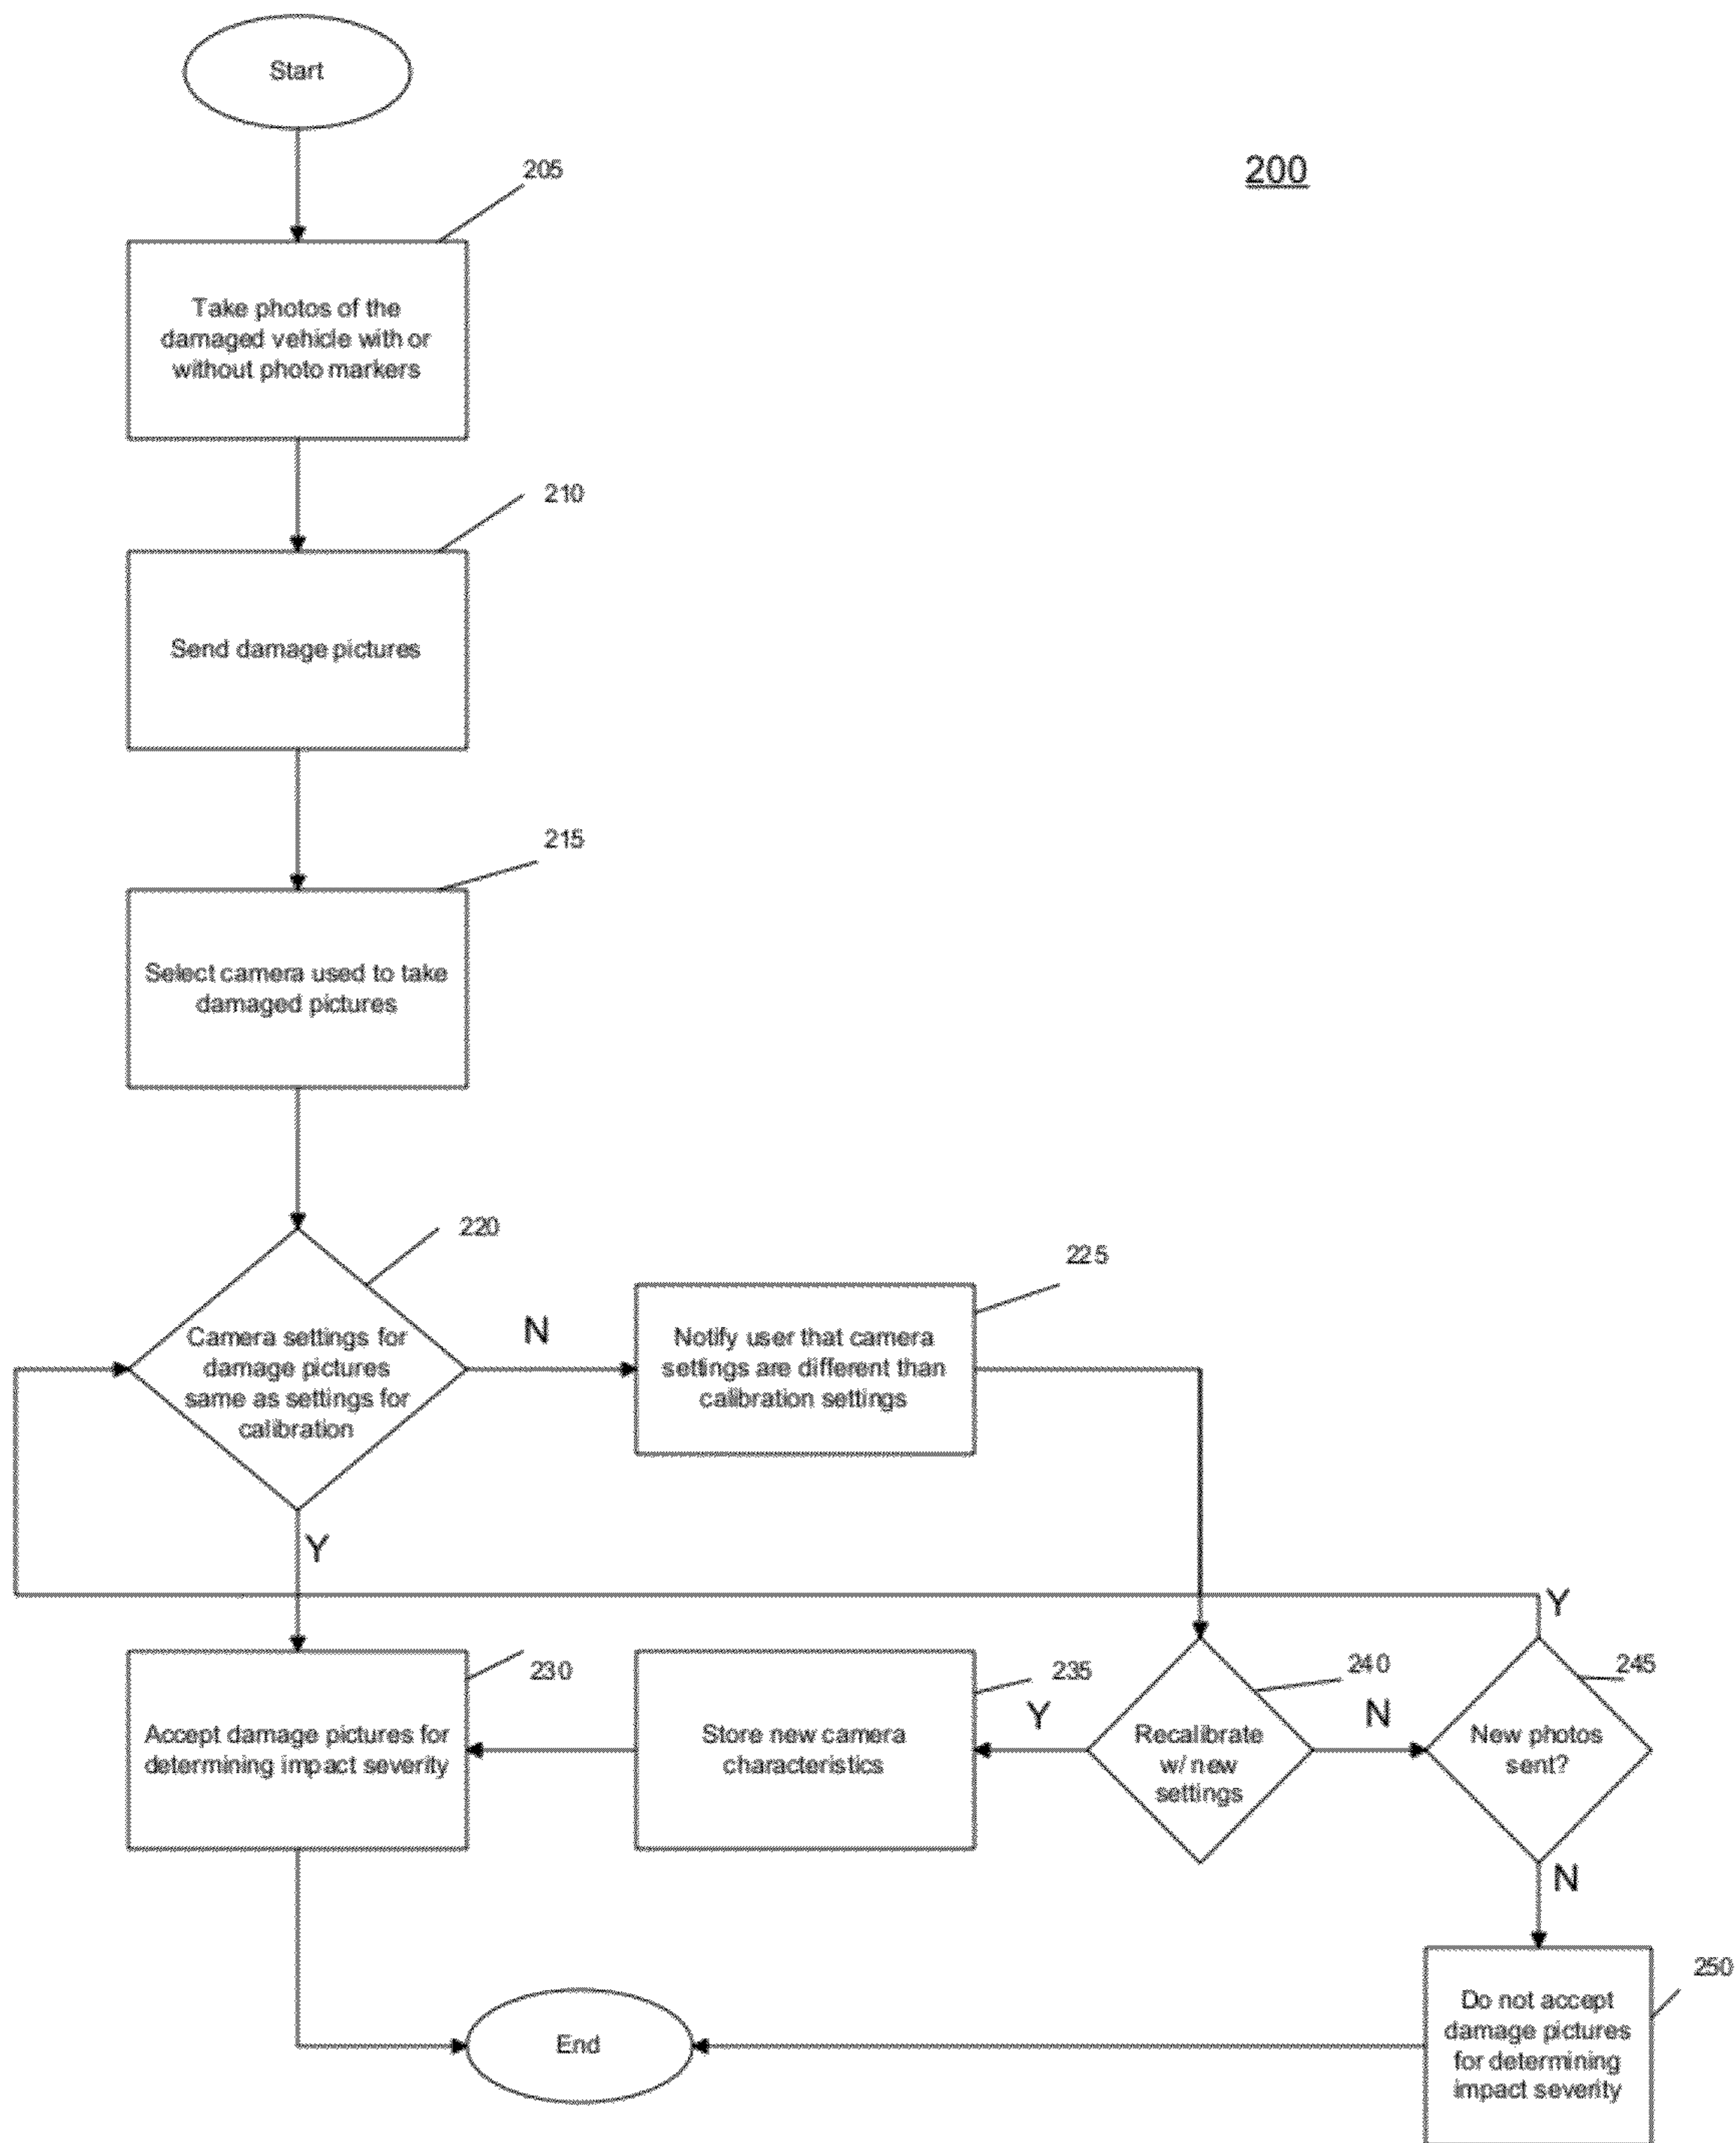 Start
200
205
Take photos of the
damaged vehicle with or
without photo markers
210
Send damage pictures
215
Select camera used to take
damaged pictures
220
Camera settings for
damage pictures
same as settings for
calibration
N
225
Notify user that camera
settings are different than
calibration settings
Y
Y
230
Accept damage pictures for
determining impact severity
235
Store new camera
characteristics
Y
240
Recalibrate
w/ new
settings
N
245
New photos
sent?
N
250
Do not accept
damage pictures
for determining
impact severity
End